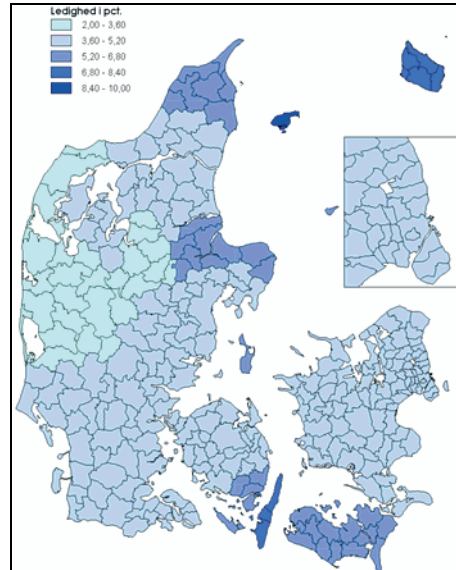 Ledighed i pct.
2,00 - 3,60
3,60 - 5,20
5,20 - 6,80
6,80 - 8,40
8,40 - 10,00